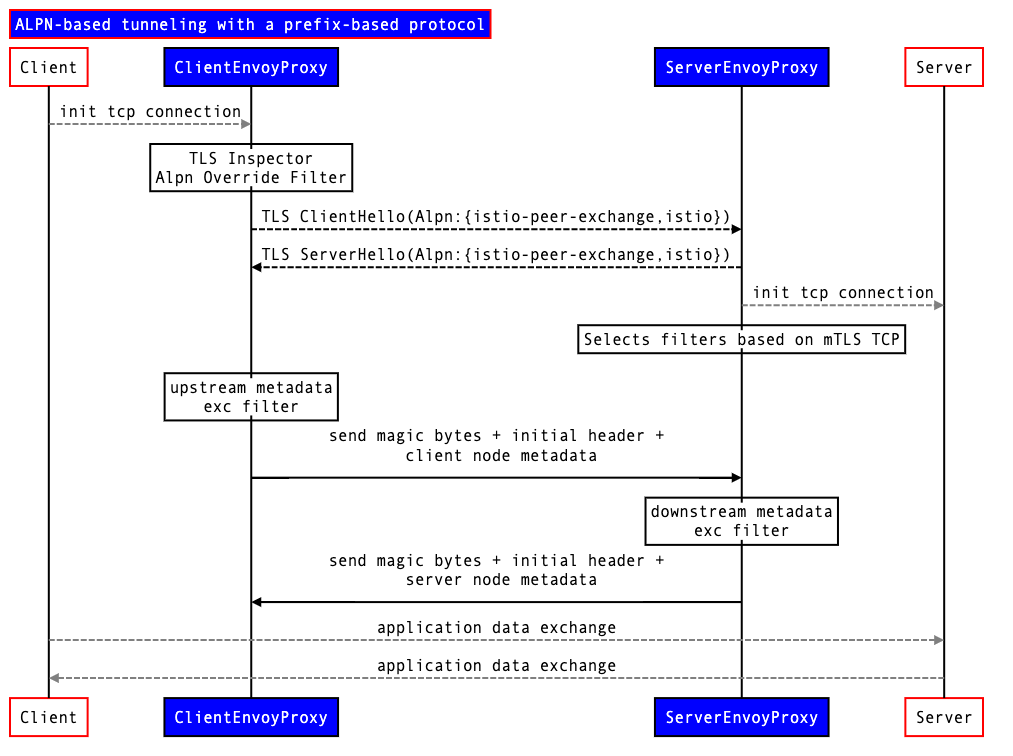 ALPN-based tunneling with a prefix-based protocol
Client
ClientEnvoyProxy
ServerEnvoyProxy
Server
init tcp connection
TLS Inspector
Alpn Override Filter
TLS ClientHello(Alpn:{istio-peer-exchange,istio})
TLS ServerHello(Alpn:{istio-peer-exchange,istio})
init tcp connection
Selects filters based on mTLS TCP
upstream metadata
exc filter
send magic bytes + initial header +
client node metadata
downstream metadata
exc filter
send magic bytes + initial header +
server node metadata
application data exchange
application data exchange
Client
ClientEnvoyProxy
ServerEnvoyProxy
Server